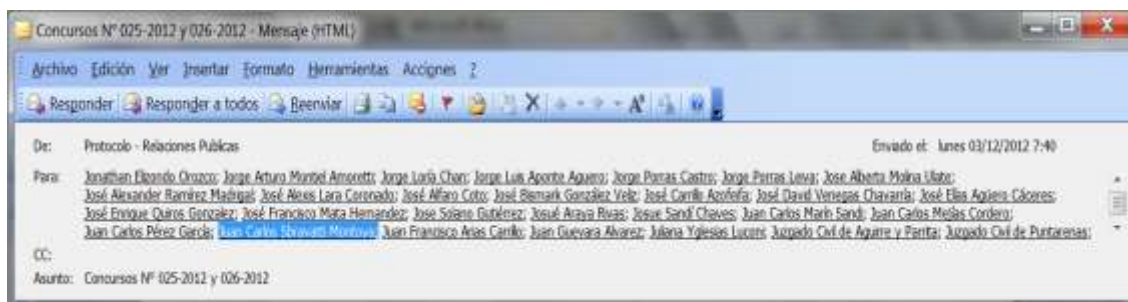 Concursos N° 025-2012 y 026-2012 - Mensaje (HTML)
Archivo Edición Ver Insertar Formato Herramientas Acciones ?
Responder Responder a todos Reenviar
De: Protocolo - Relaciones Publicas Enviado el: lunes 03/12/2012 7:40
Para: Jonathan Elizondo Orozco; Jorge Arturo Montiel Amoretti; Jorge Loría Chan; Jorge Luis Aponte Aguero; Jorge Porras Castro; Jorge Porras Leiva; Jose Alberto Molina Ulate;
José Alexander Ramírez Madrigal; José Alexis Lara Coronado; José Alfaro Coto; José Bismark González Veliz; José Carrillo Azofeifa; José David Venegas Chavarría; José Elías Agüero Cáceres;
José Enrique Quiros Gonzalez; José Francisco Mata Hernandez; Jose Solano Gutiérrez; Josué Araya Rivas; Josue Sandí Chaves; Juan Carlos Marín Sandí; Juan Carlos Mejías Cordero;
Juan Carlos Pérez García; Juan Carlos Sbravatti Montoya; Juan Francisco Arias Carrillo; Juan Guevara Alvarez; Juliana Yglesias Lucons; Juzgado Civil de Aguirre y Parrita; Juzgado Civil de Puntarenas;
CC:
Asunto: Concursos N° 025-2012 y 026-2012